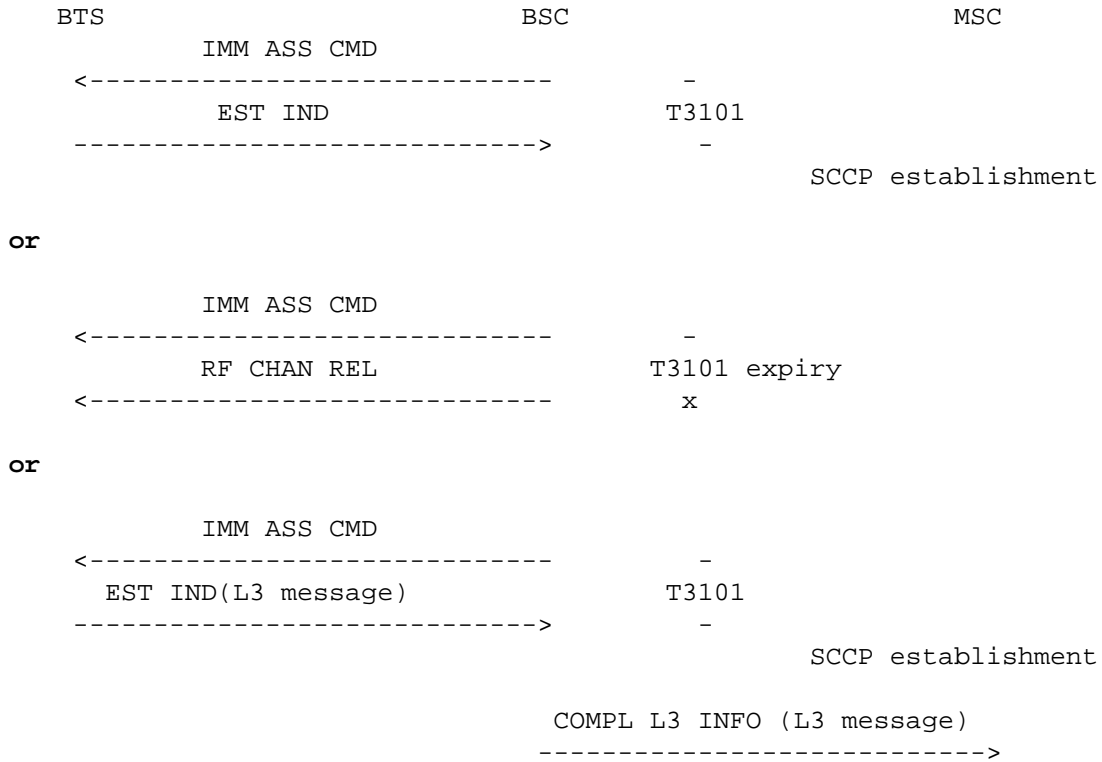 BTS BSC MSC
IMM ASS CMD
<----------------------------- -
EST IND T3101
-----------------------------> -
SCCP establishment
or
IMM ASS CMD
<----------------------------- -
RF CHAN REL T3101 expiry
<----------------------------- x
or
IMM ASS CMD
<----------------------------- -
EST IND(L3 message) T3101
-----------------------------> -
SCCP establishment
COMPL L3 INFO (L3 message)
---------------------------->